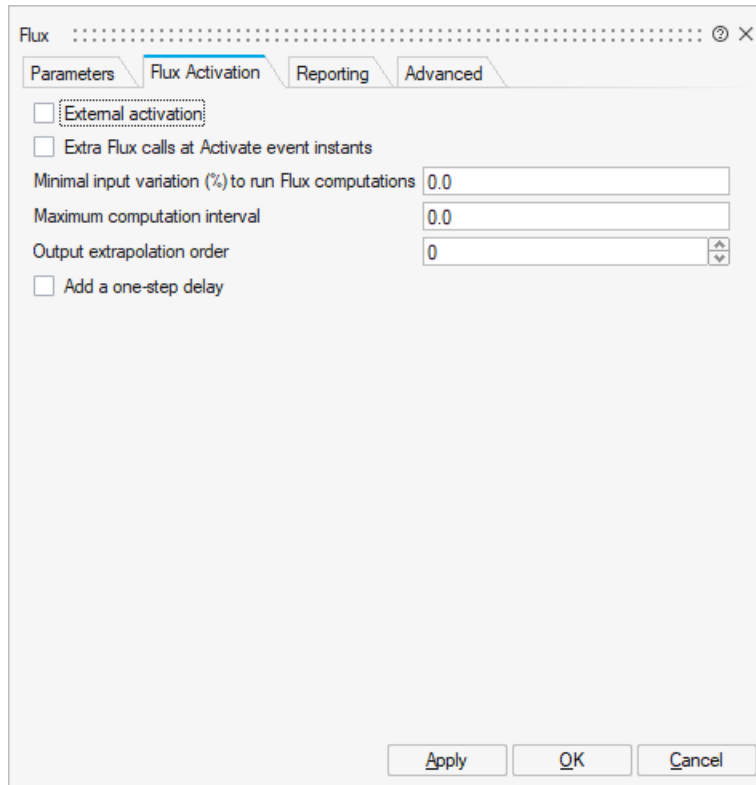 Flux
Parameters Flux Activation Reporting Advanced
External activation
Extra Flux calls at Activate event instants
Minimal input variation (%) to run Flux computations 0.0
Maximum computation interval 0.0
Output extrapolation order 0
Add a one-step delay
Apply OK Cancel